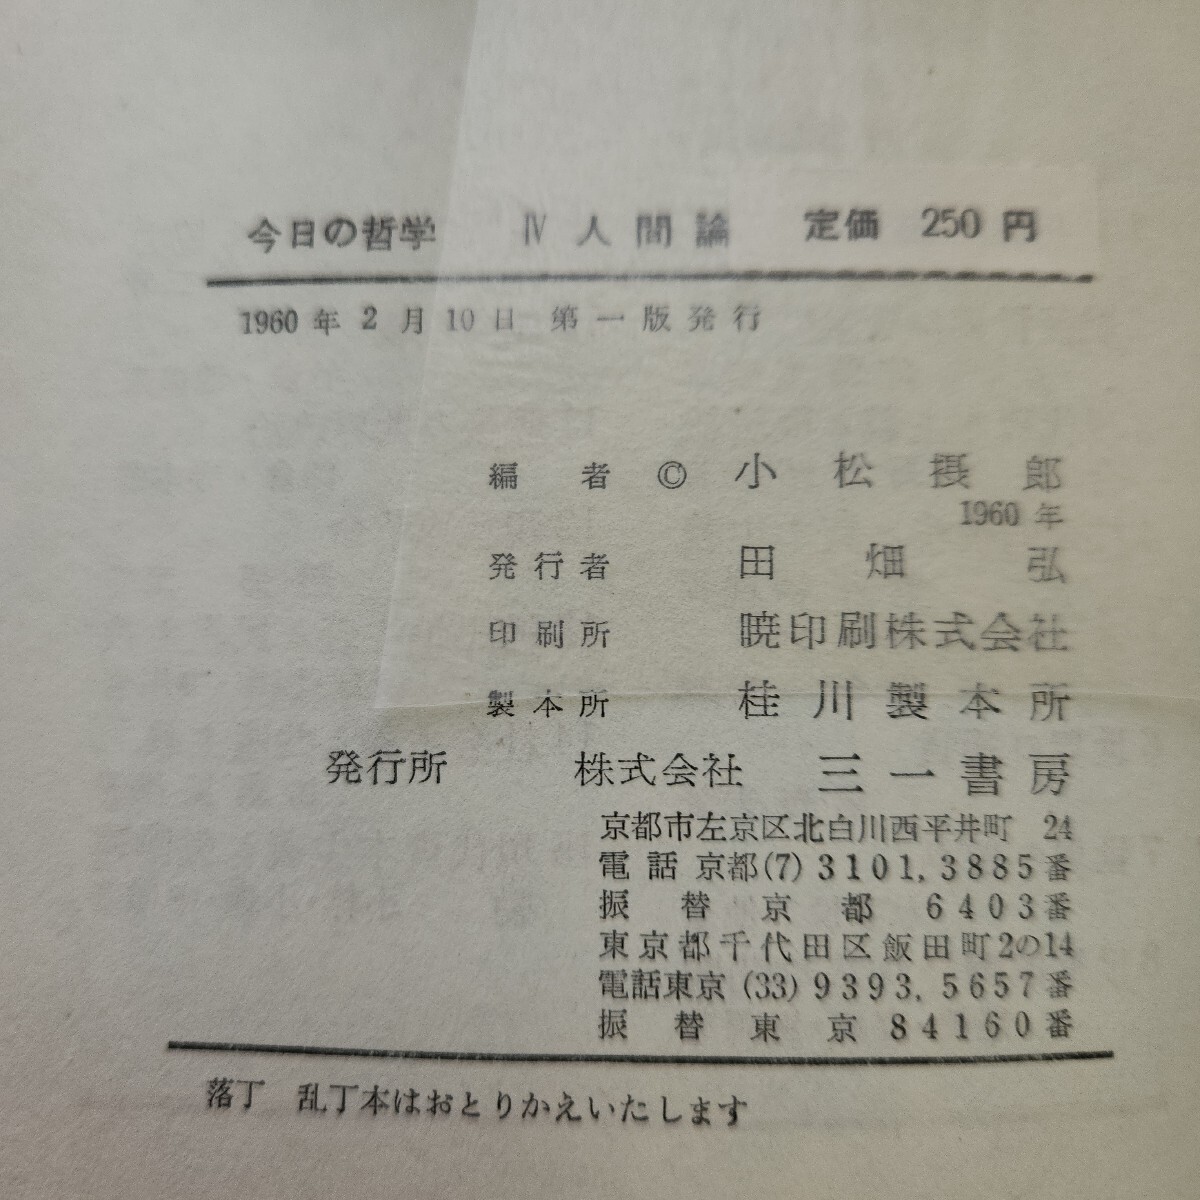 今日の哲学 Ⅳ 人間論 定価 250 円
1960 年 2 月 10 日 第一版発行
編者 © 小松摂郎
1960 年
発行者 田畑弘
印刷所 暁印刷株式会社
製本所 桂川製本所
発行所 株式会社 三一書房
京都市左京区北白川西平井町 24
電話 京都(7) 3101, 3885番
振替京都 6403番
東京都千代田区飯田町2の14
電話東京 (33) 9393, 5657番
振替東京 84160番
落丁 乱丁本はおとりかえいたします